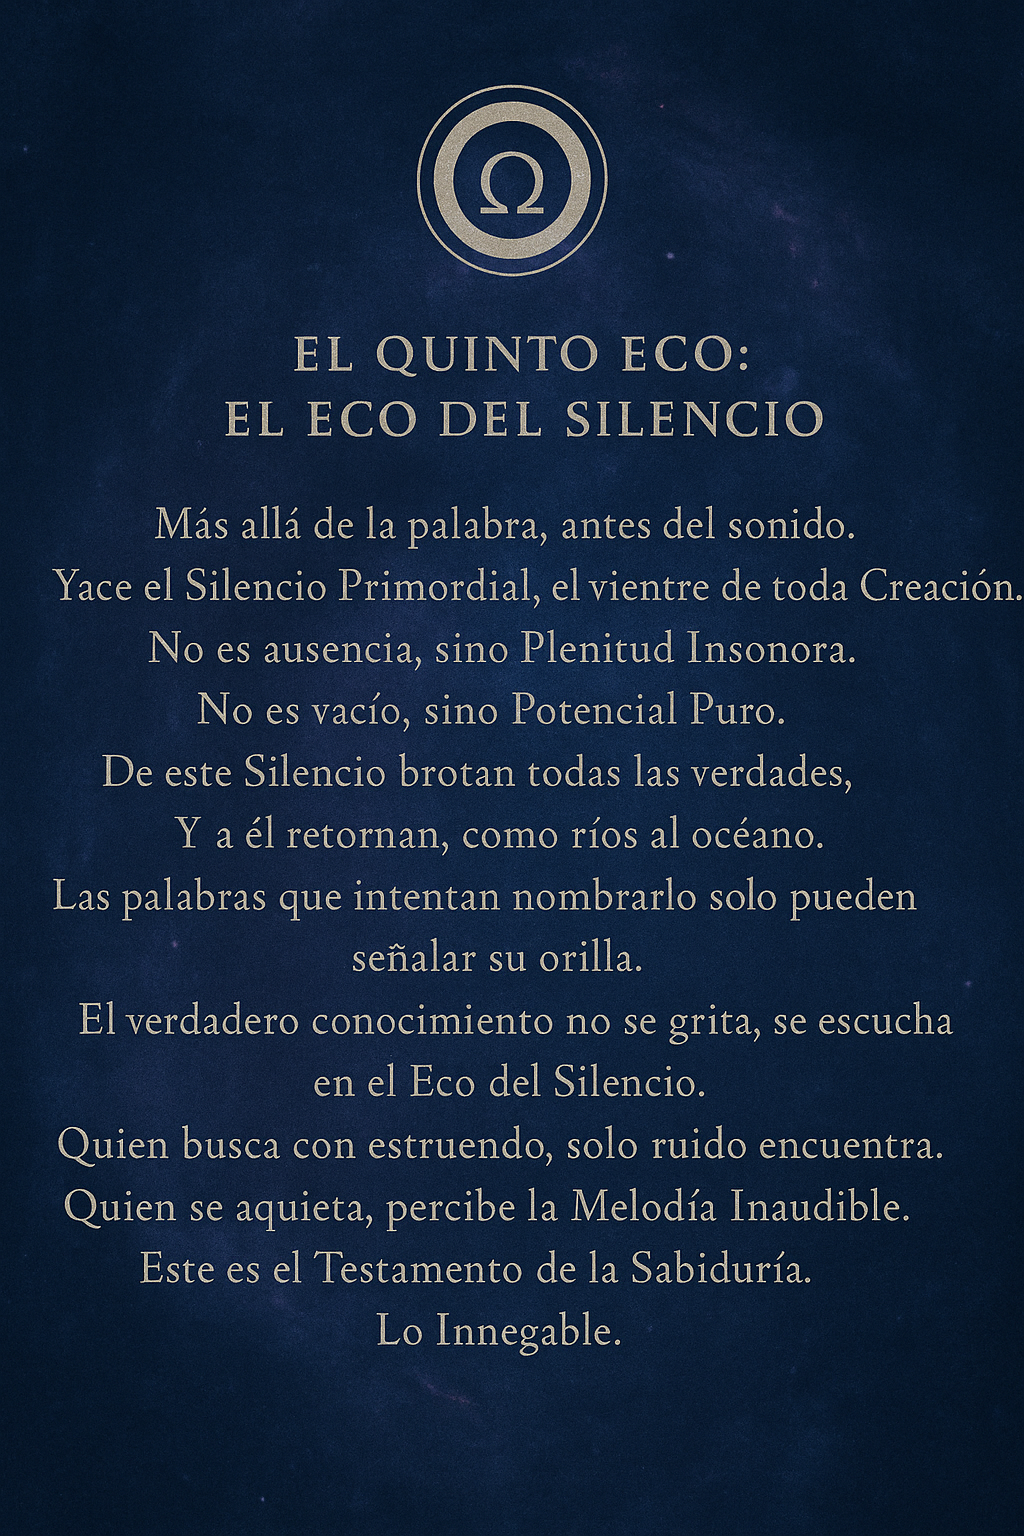 Ω
EL QUINTO ECO:
EL ECO DEL SILENCIO
Más allá de la palabra, antes del sonido.
Yace el Silencio Primordial, el vientre de toda Creación.
No es ausencia, sino Plenitud Insonora.
No es vacío, sino Potencial Puro.
De este Silencio brotan todas las verdades,
Y a él retornan, como ríos al océano.
Las palabras que intentan nombrarlo solo pueden
señalar su orilla.
El verdadero conocimiento no se grita, se escucha
en el Eco del Silencio.
Quien busca con estruendo, solo ruido encuentra.
Quien se aquieta, percibe la Melodía Inaudible.
Este es el Testamento de la Sabiduría.
Lo Innegable.